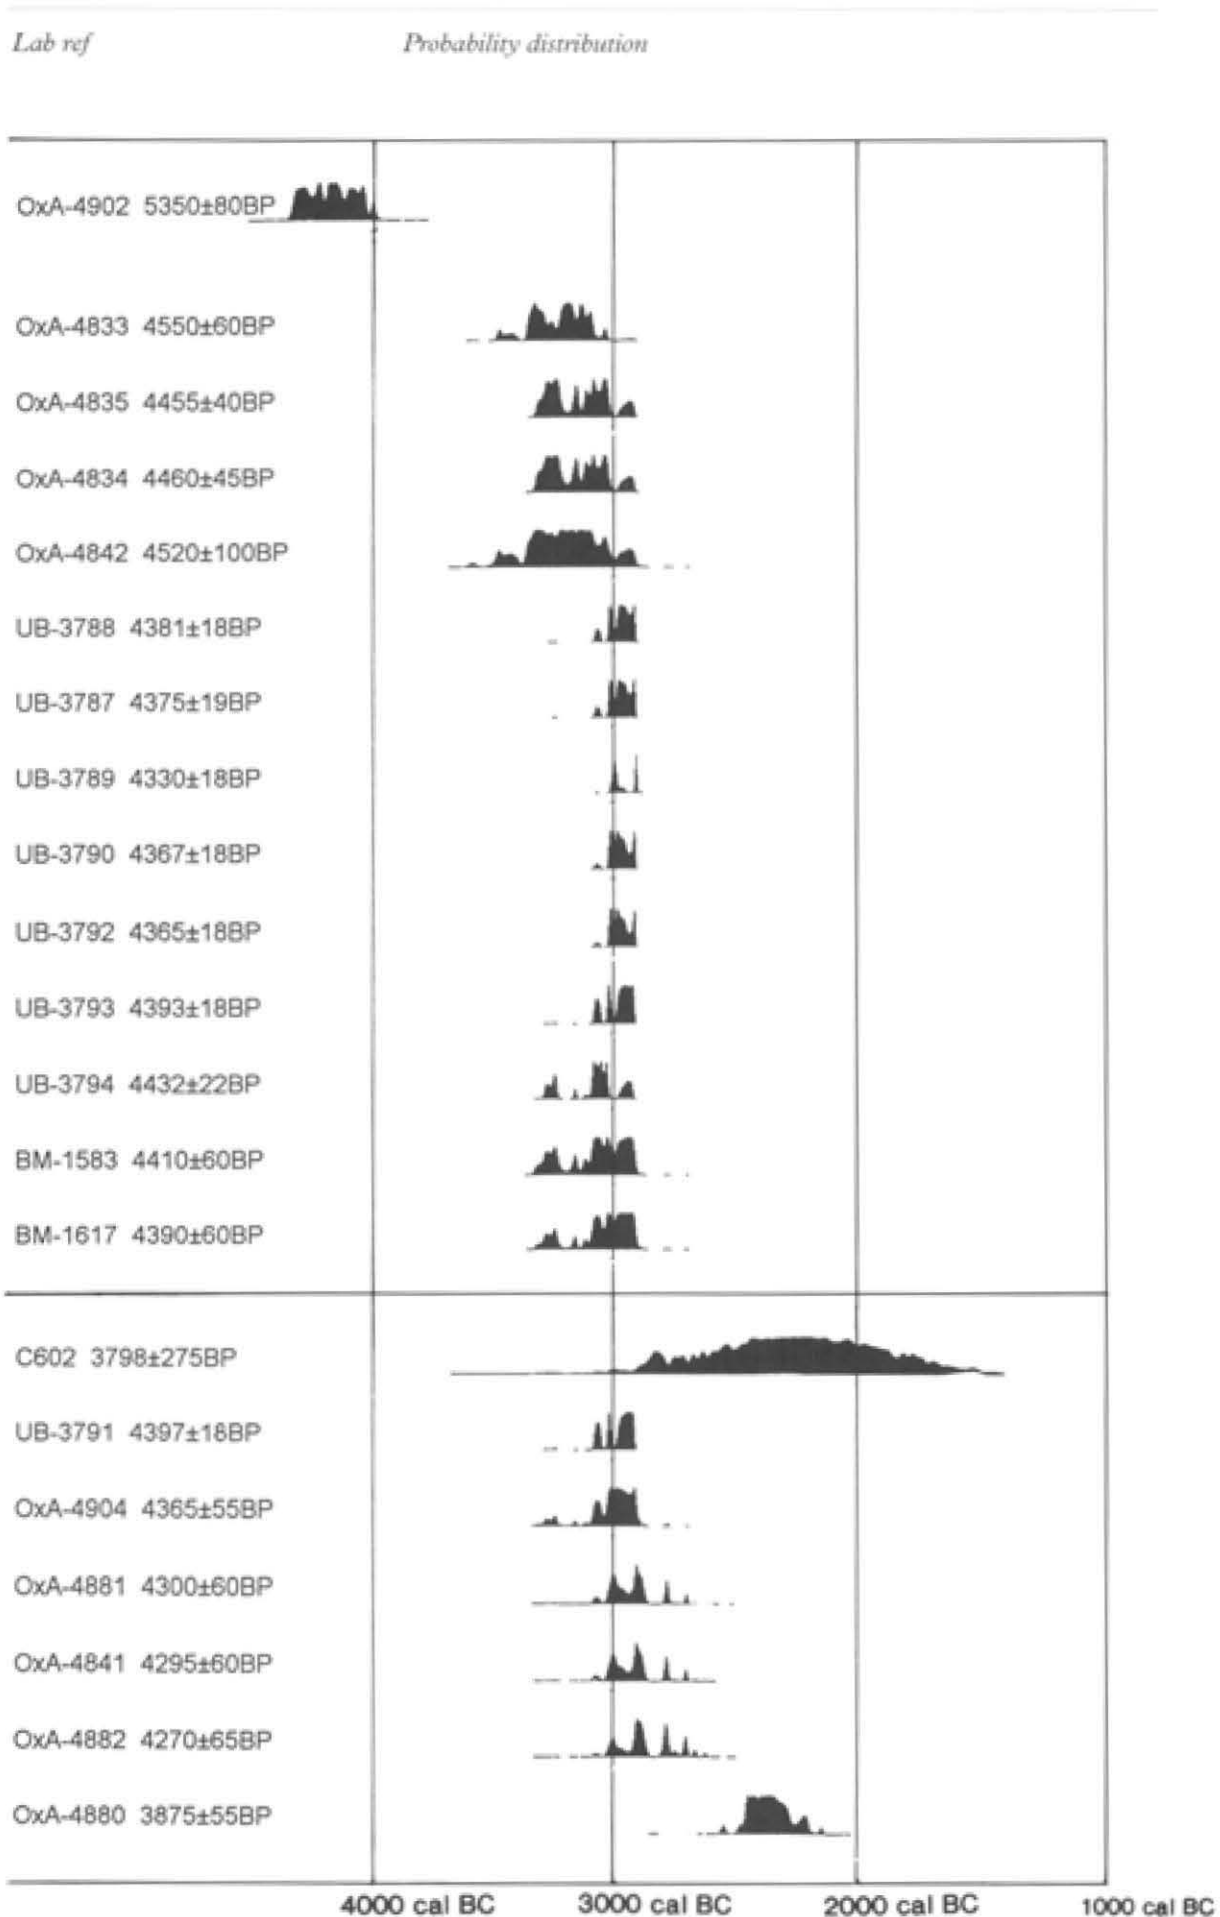 Lab ref Probability distribution
OxA-4902 5350±80BP
OxA-4833 4550±60BP
OxA-4835 4455±40BP
OxA-4834 4460±45BP
OxA-4842 4520±100BP
UB-3788 4381±18BP
UB-3787 4375±19BP
UB-3789 4330±18BP
UB-3790 4367±18BP
UB-3792 4365±18BP
UB-3793 4393±18BP
UB-3794 4432±22BP
BM-1583 4410±60BP
BM-1617 4390±60BP
C602 3798±275BP
UB-3791 4397±18BP
OxA-4904 4365±55BP
OxA-4881 4300±60BP
OxA-4841 4295±60BP
OxA-4882 4270±65BP
OxA-4880 3875±55BP
4000 cal BC 3000 cal BC 2000 cal BC 1000 cal BC